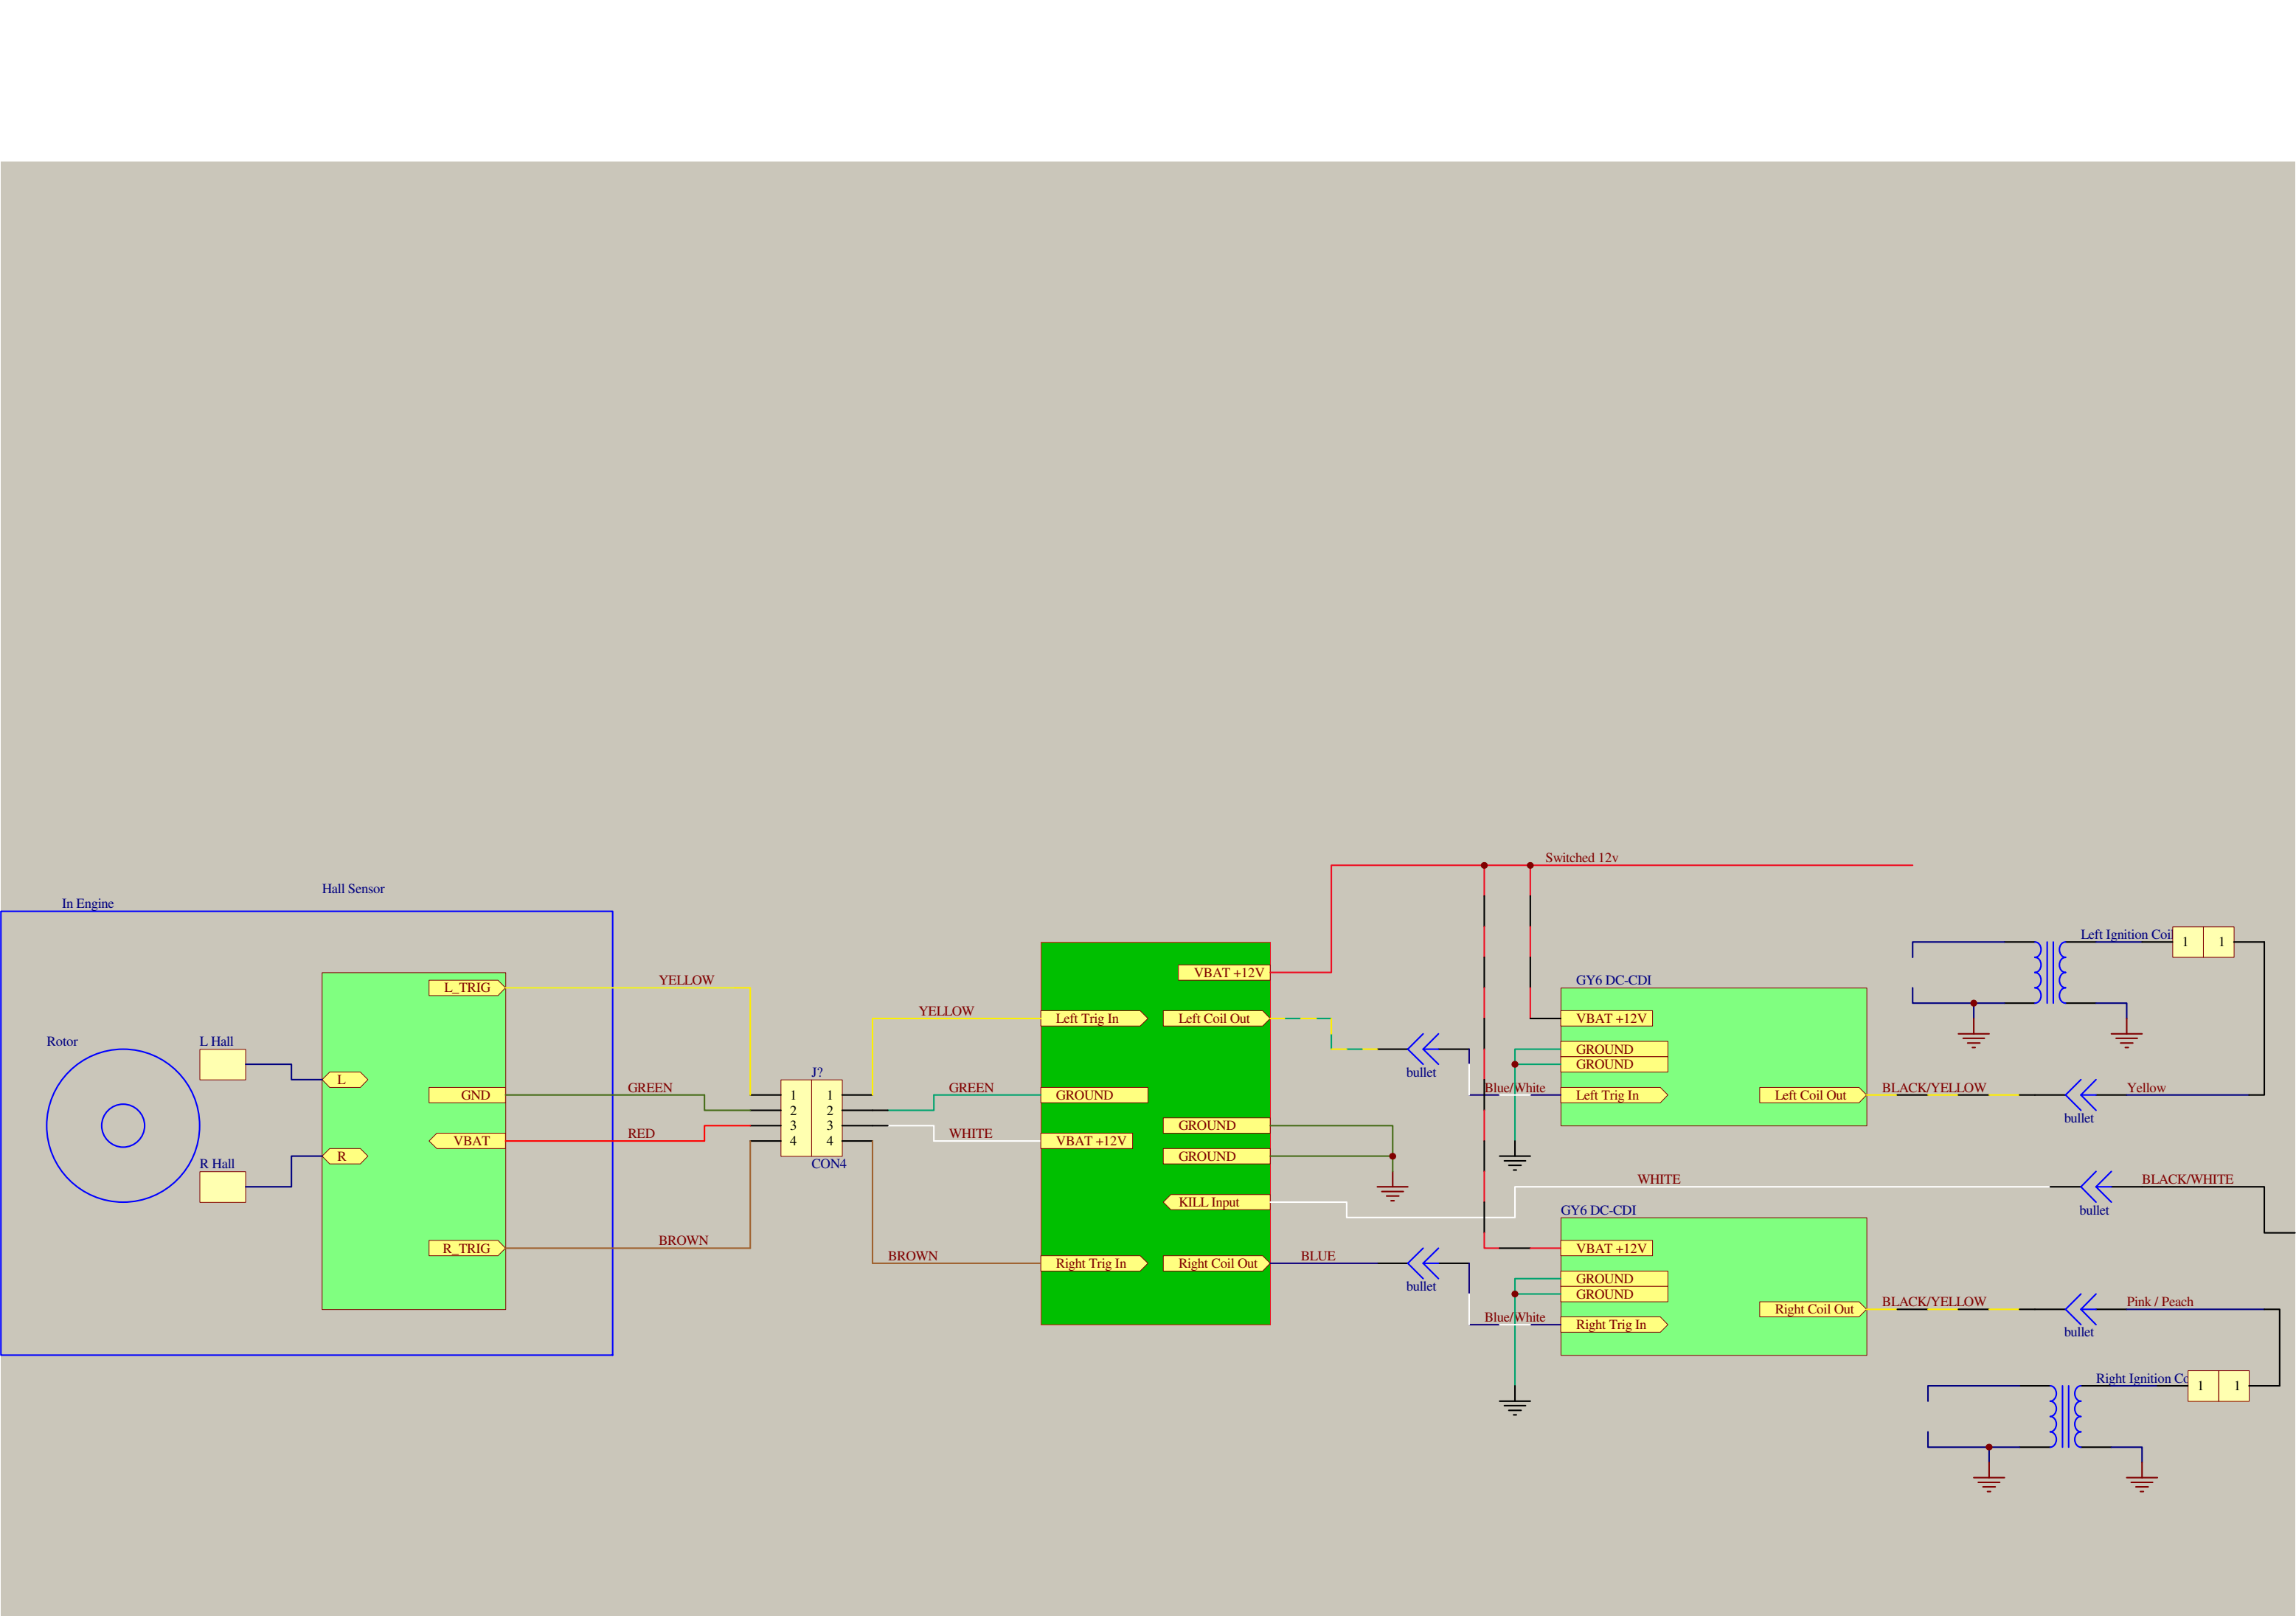 Switched 12v
Hall Sensor
In Engine
Left Ignition Coi
1 1
VBAT +12V
GY6 DC-CDI
L_TRIG
YELLOW
YELLOW
Left Trig In
Left Coil Out
VBAT +12V
Rotor
L Hall
GROUND
GROUND
bullet
J?
L
GND
GREEN
GREEN
GROUND
Blue/White
Left Trig In
Left Coil Out
BLACK/YELLOW
Yellow
bullet
1 1
2 2
3 3
4 4
CON4
GROUND
VBAT
RED
WHITE
VBAT +12V
R
GROUND
R Hall
WHITE
BLACK/WHITE
bullet
KILL Input
GY6 DC-CDI
R_TRIG
BROWN
BROWN
Right Trig In
Right Coil Out
BLUE
bullet
VBAT +12V
GROUND
GROUND
Blue/White
Right Trig In
Right Coil Out
BLACK/YELLOW
Pink / Peach
bullet
Right Ignition Co
1 1